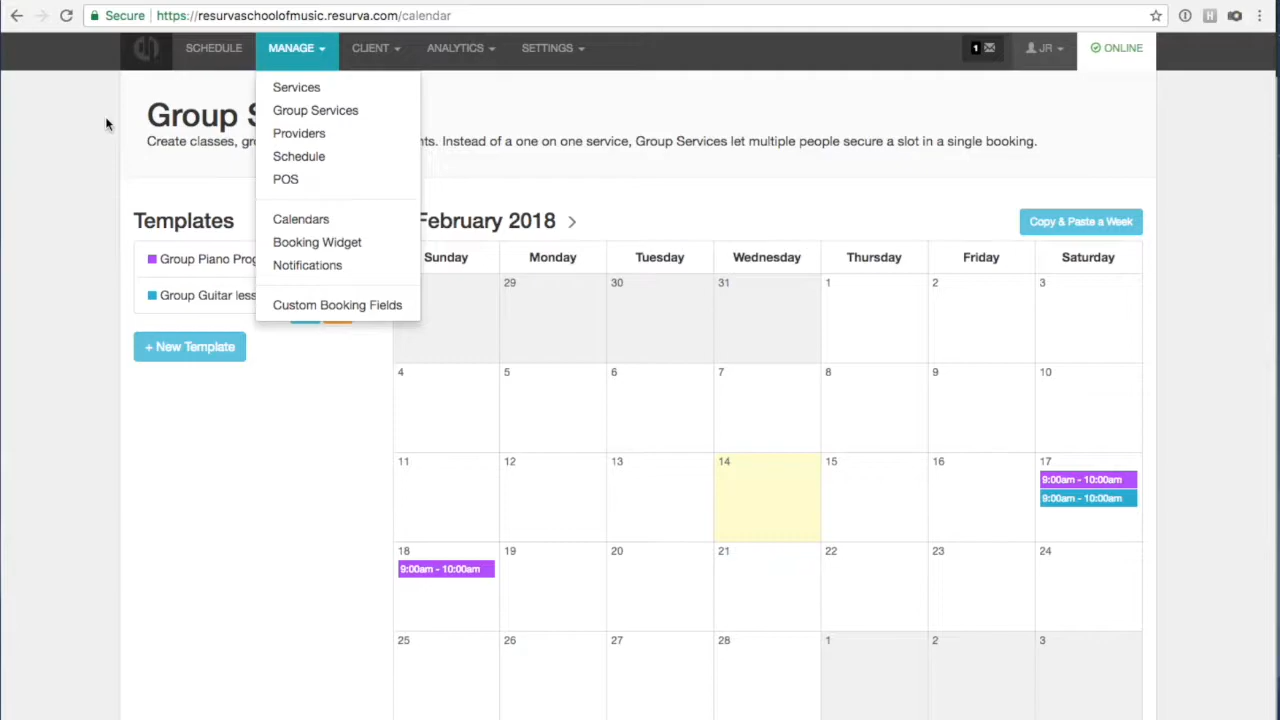 Secure https://resurvaschoolofmusic.resurva.com/calendar
SCHEDULE MANAGE CLIENT ANALYTICS SETTINGS 1 JR ONLINE
Services
Group Services
Providers
Schedule
POS
Calendars
Booking Widget
Notifications
Custom Booking Fields
Group
Create classes, nts. Instead of a one on one service, Group Services let multiple people secure a slot in a single booking.
Templates
Group Piano
Group Guitar
+ New Template
February 2018
Copy & Paste a Week
Sunday Monday Tuesday Wednesday Thursday Friday Saturday
29 30 31 1 2 3
4 5 6 7 8 9 10
11 12 13 14 15 16 17
9:00am - 10:00am
9:00am - 10:00am
18 19 20 21 22 23 24
9:00am - 10:00am
25 26 27 28 1 2 3